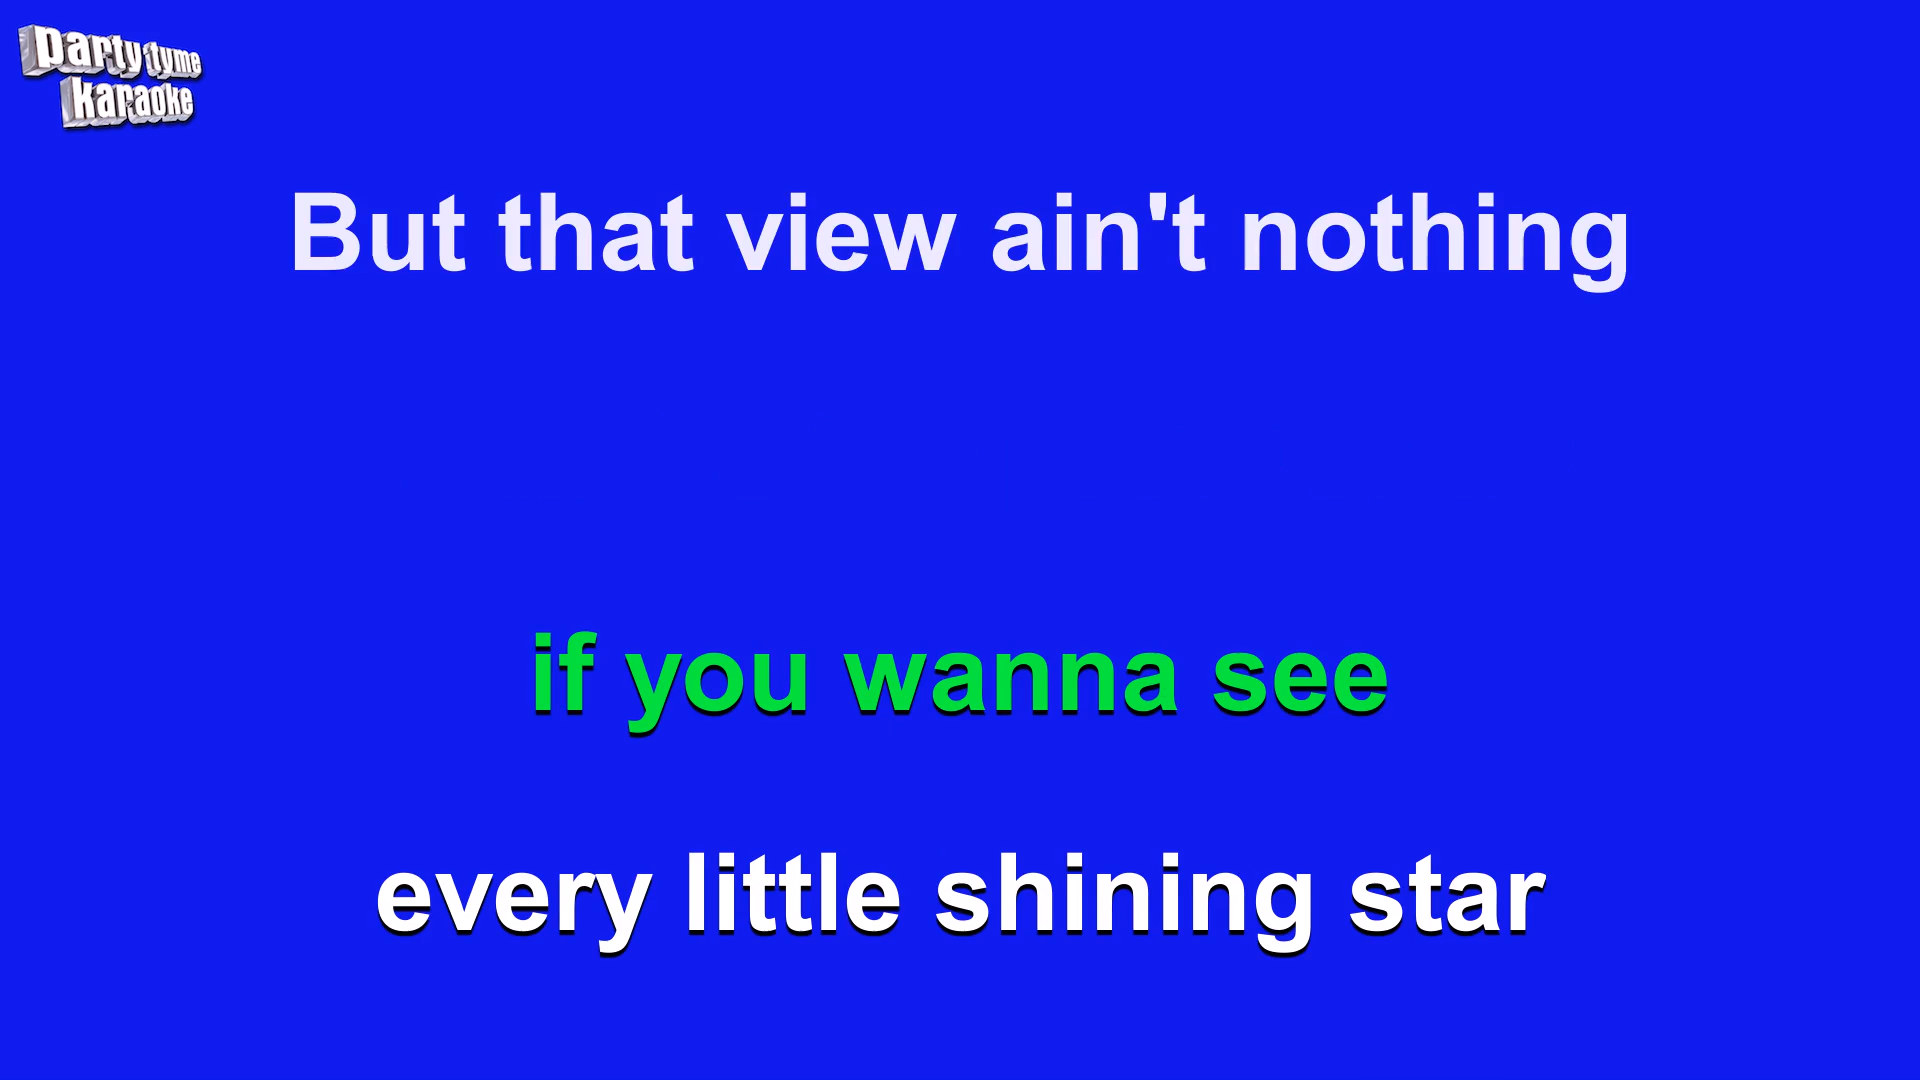 party tyme
karaoke
But that view ain't nothing
if you wanna see
every little shining star